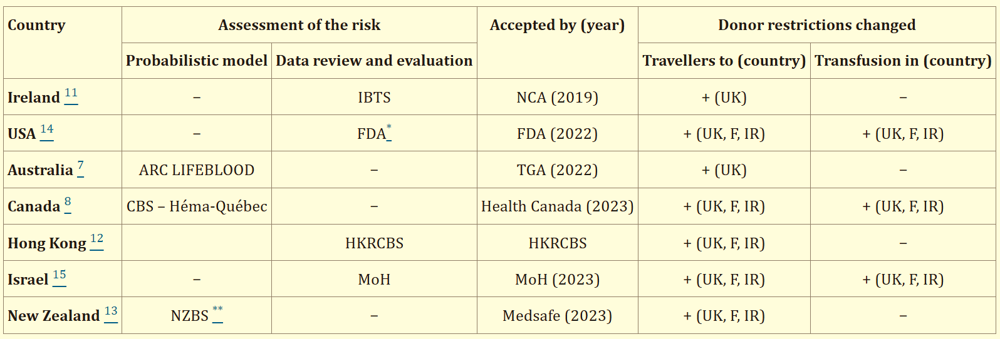 Country Assessment of the risk Accepted by (year) Donor restrictions changed
Probabilistic model Data review and evaluation Travellers to (country) Transfusion in (country)
Ireland 11 – IBTS NCA (2019) + (UK) –
USA 14 – FDA* FDA (2022) + (UK, F, IR) + (UK, F, IR)
Australia 7 ARC LIFEBLOOD – TGA (2022) + (UK) –
Canada 8 CBS – Héma-Québec – Health Canada (2023) + (UK, F, IR) + (UK, F, IR)
Hong Kong 12 HKRCBS HKRCBS + (UK, F, IR) –
Israel 15 – MoH MoH (2023) + (UK, F, IR) + (UK, F, IR)
New Zealand 13 NZBS ** – Medsafe (2023) + (UK, F, IR) –